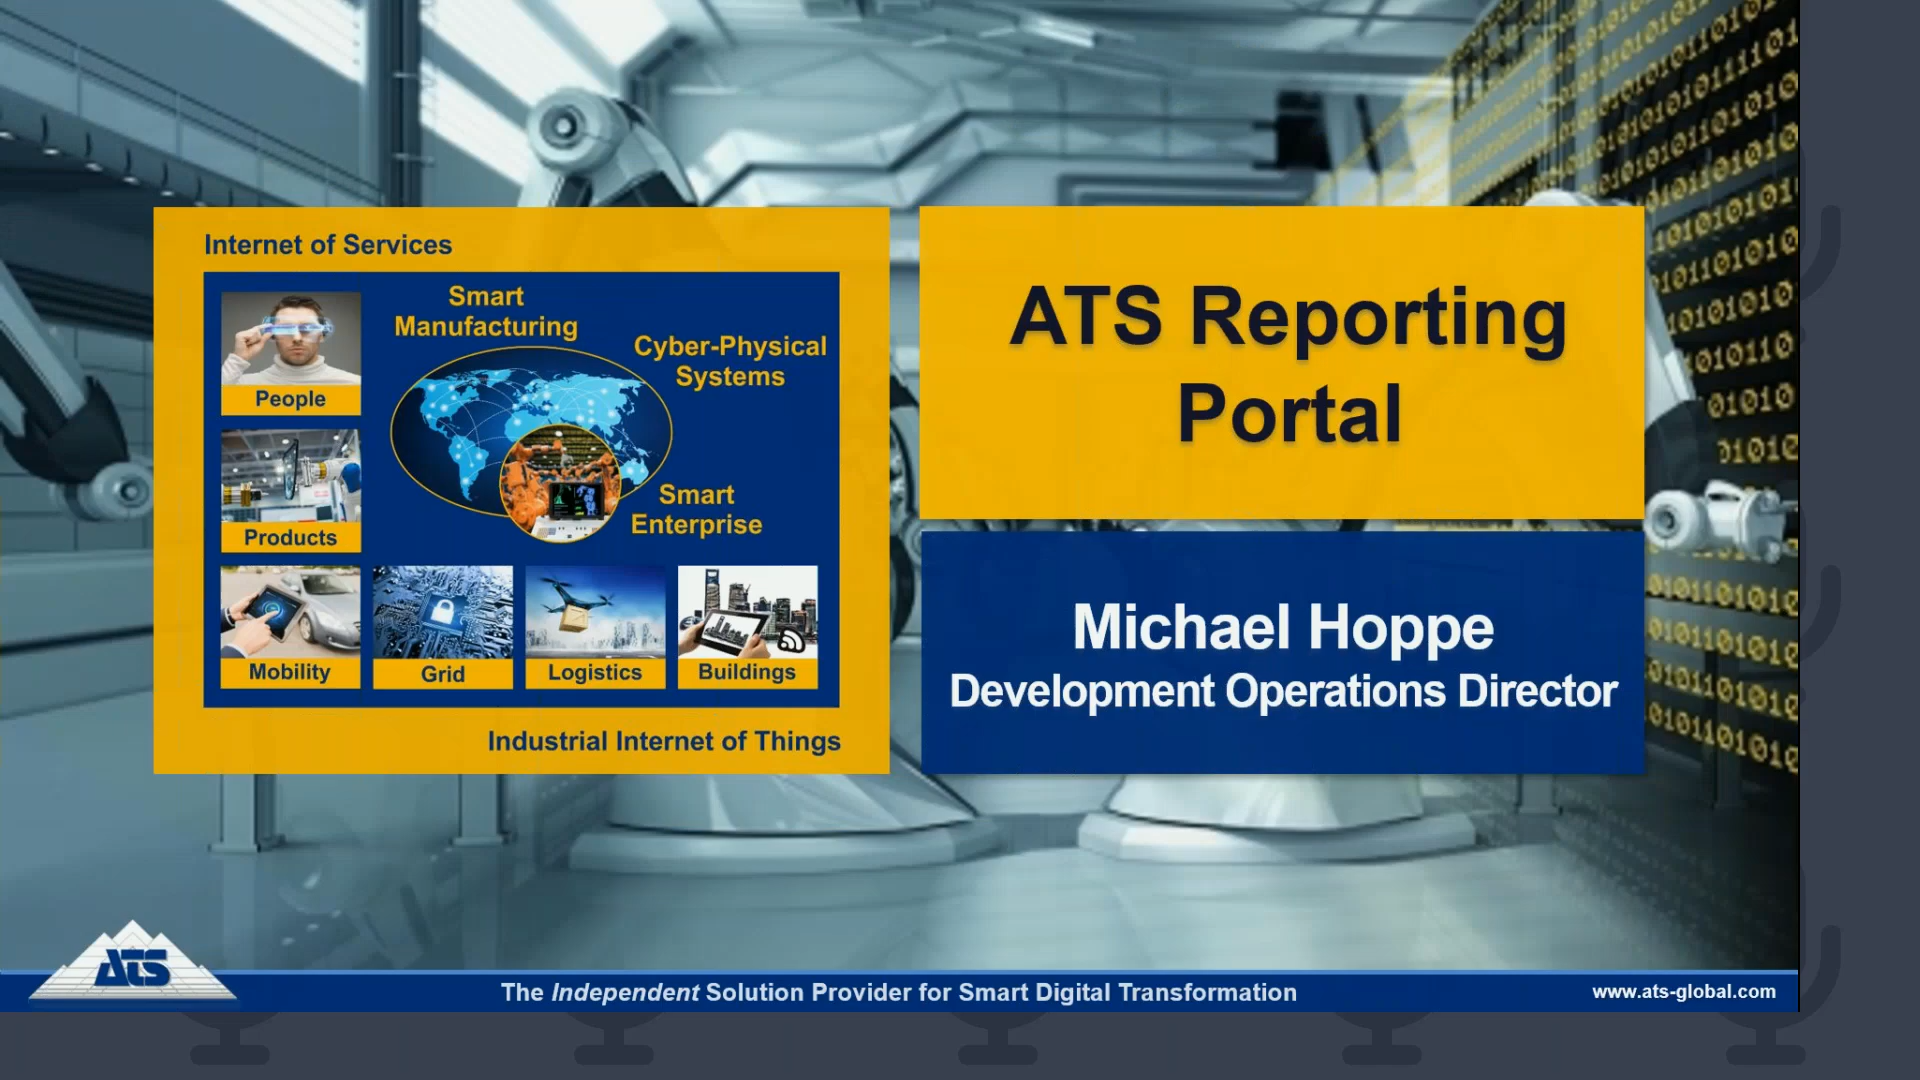 Internet of Services
Smart
Manufacturing
Cyber-Physical
Systems
People
Products
Smart
Enterprise
Mobility
Grid
Logistics
Buildings
Industrial Internet of Things
ATS Reporting
Portal
Michael Hoppe
Development Operations Director
ATS
The Independent Solution Provider for Smart Digital Transformation
www.ats-global.com